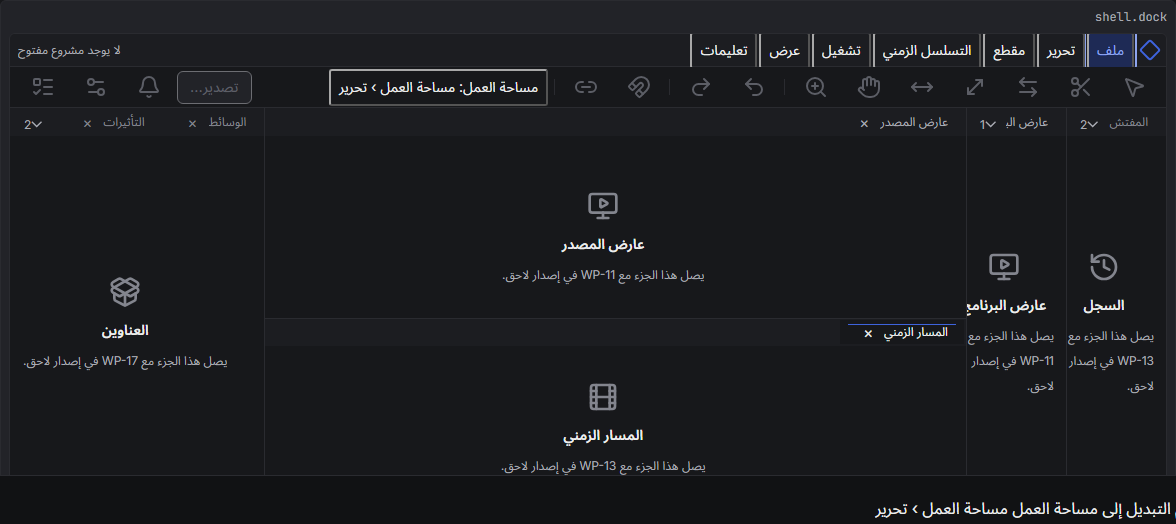 shell.dock
ملف تحرير مقطع التسلسل الزمني تشغيل عرض تعليمات لا يوجد مشروع مفتوح
مساحة العمل: مساحة العمل › تحرير تصدير...
المفتش 2 عارض الب 1 عارض المصدر × الوسائط × التأثيرات × 2
عارض المصدر
يصل هذا الجزء مع WP-11 في إصدار لاحق.
السجل
يصل هذا الجزء مع
WP-13 في إصدار
لاحق.
عارض البرنامج
يصل هذا الجزء مع
WP-11 في إصدار
لاحق.
العناوين
يصل هذا الجزء مع WP-17 في إصدار لاحق.
المسار الزمني ×
المسار الزمني
يصل هذا الجزء مع WP-13 في إصدار لاحق.
التبديل إلى مساحة العمل مساحة العمل › تحرير